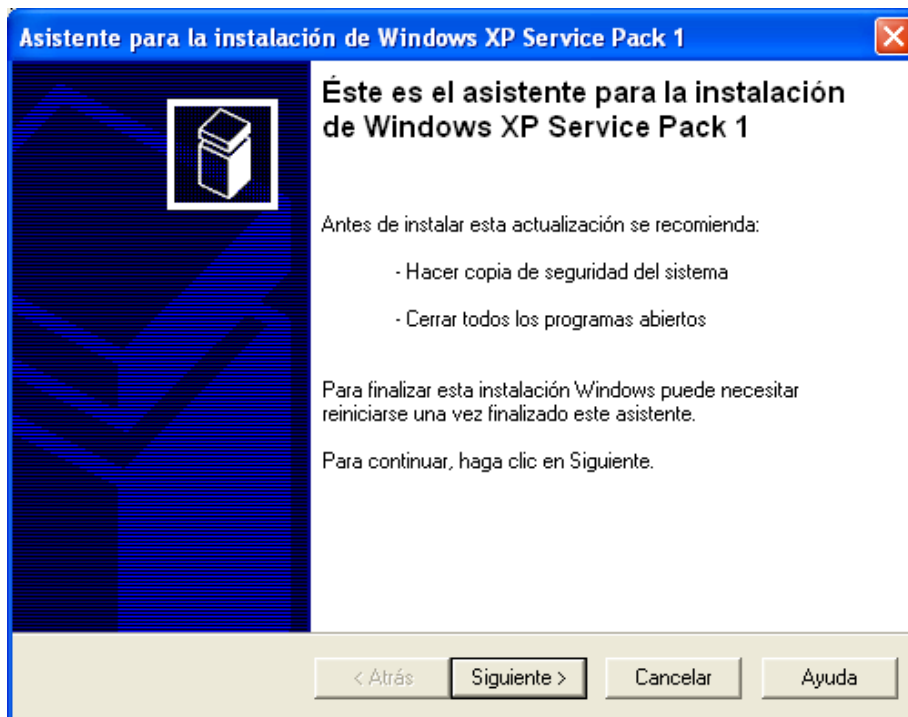 Asistente para la instalación de Windows XP Service Pack 1
Éste es el asistente para la instalación
de Windows XP Service Pack 1
Antes de instalar esta actualización se recomienda:
- Hacer copia de seguridad del sistema
- Cerrar todos los programas abiertos
Para finalizar esta instalación Windows puede necesitar
reiniciarse una vez finalizado este asistente.
Para continuar, haga clic en Siguiente.
< Atrás
Siguiente >
Cancelar
Ayuda